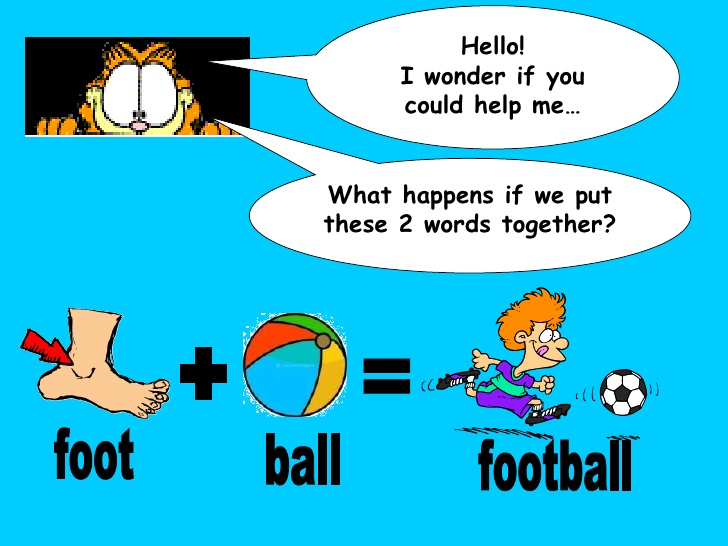 Hello!
I wonder if you
could help me…
What happens if we put
these 2 words together?
+ =
foot ball football